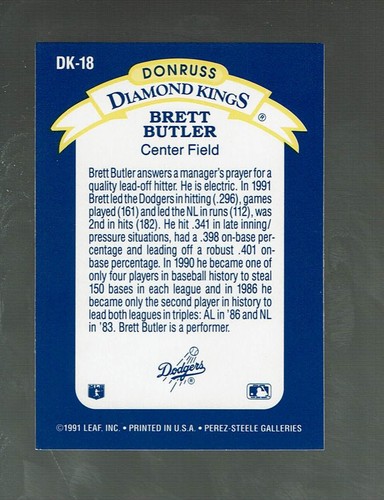 DK-18
DONRUSS
DIAMOND KINGS
®
BRETT
BUTLER
Center Field
Brett Butler answers a manager's prayer for a
quality lead-off hitter. He is electric. In 1991
Brett led the Dodgers in hitting (.296), games
played (161) and led the NL in runs (112), was
2nd in hits (182). He hit .341 in late inning/
pressure situations, had a .398 on-base per-
centage and leading off a robust .401 on-
base percentage. In 1990 he became one of
only four players in baseball history to steal
150 bases in each league and in 1986 he
became only the second player in history to
lead both leagues in triples: AL in '86 and NL
in '83. Brett Butler is a performer.
Dodgers ®
©1991 LEAF, INC. • PRINTED IN U.S.A. • PEREZ-STEELE GALLERIES